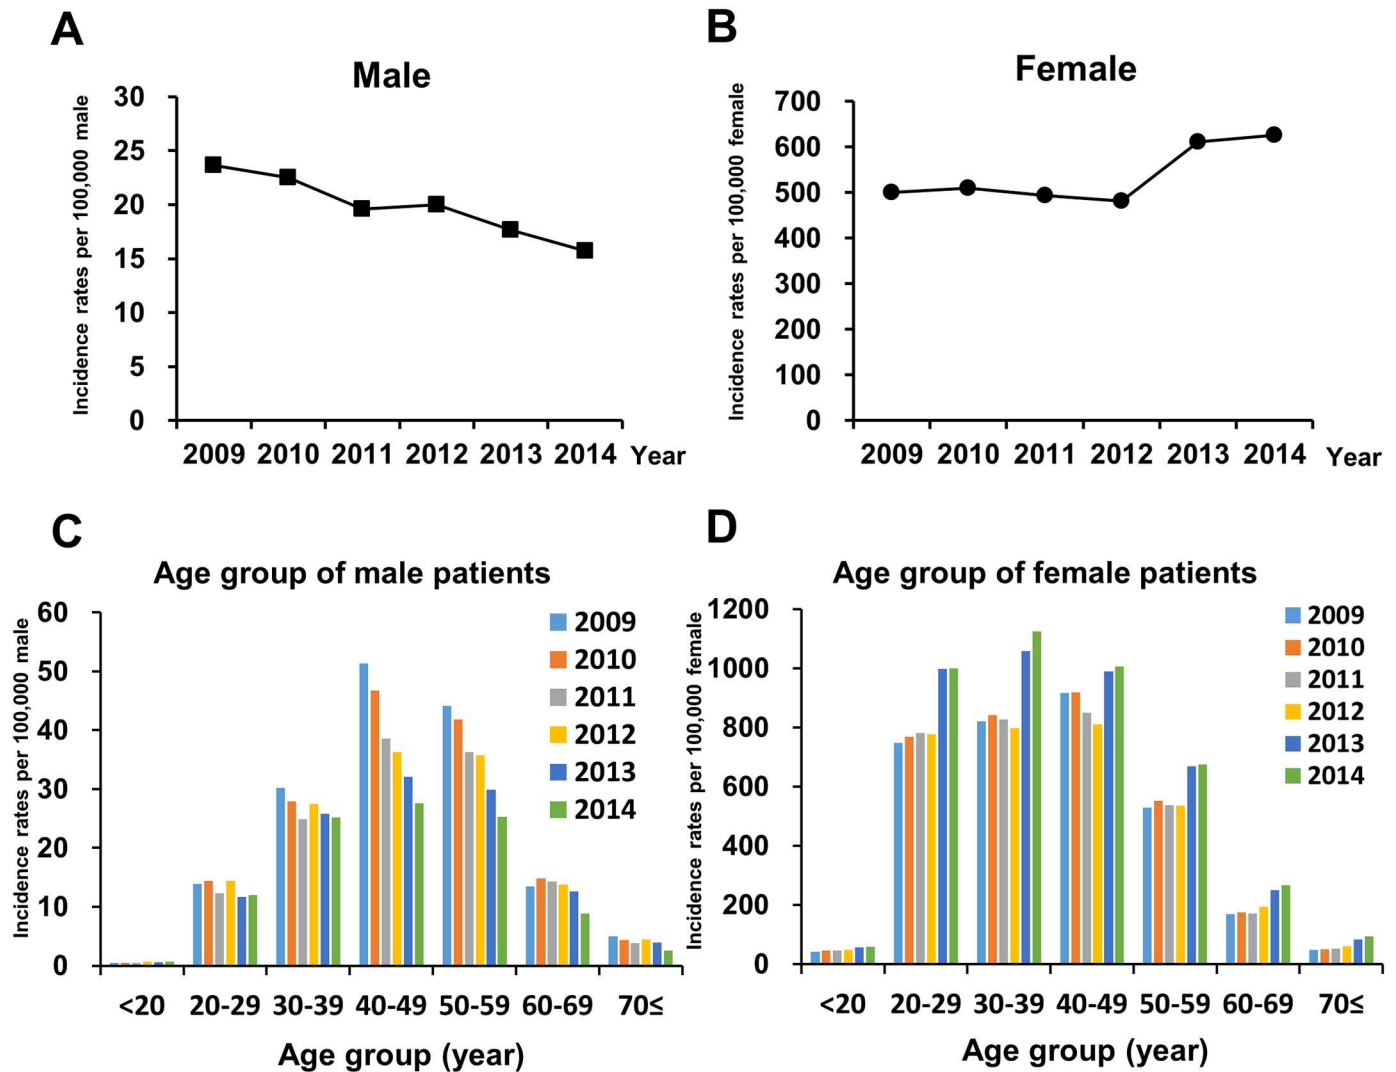 A
Male
Incidence rates per 100,000 male
30
25
20
15
10
5
0
2009 2010 2011 2012 2013 2014 Year
B
Female
Incidence rates per 100,000 female
700
600
500
400
300
200
100
0
2009 2010 2011 2012 2013 2014 Year
C
Age group of male patients
Incidence rates per 100,000 male
60
50
40
30
20
10
0
2009
2010
2011
2012
2013
2014
<20 20-29 30-39 40-49 50-59 60-69 70≤
Age group (year)
D
Age group of female patients
Incidence rates per 100,000 female
1200
1000
800
600
400
200
0
2009
2010
2011
2012
2013
2014
<20 20-29 30-39 40-49 50-59 60-69 70≤
Age group (year)